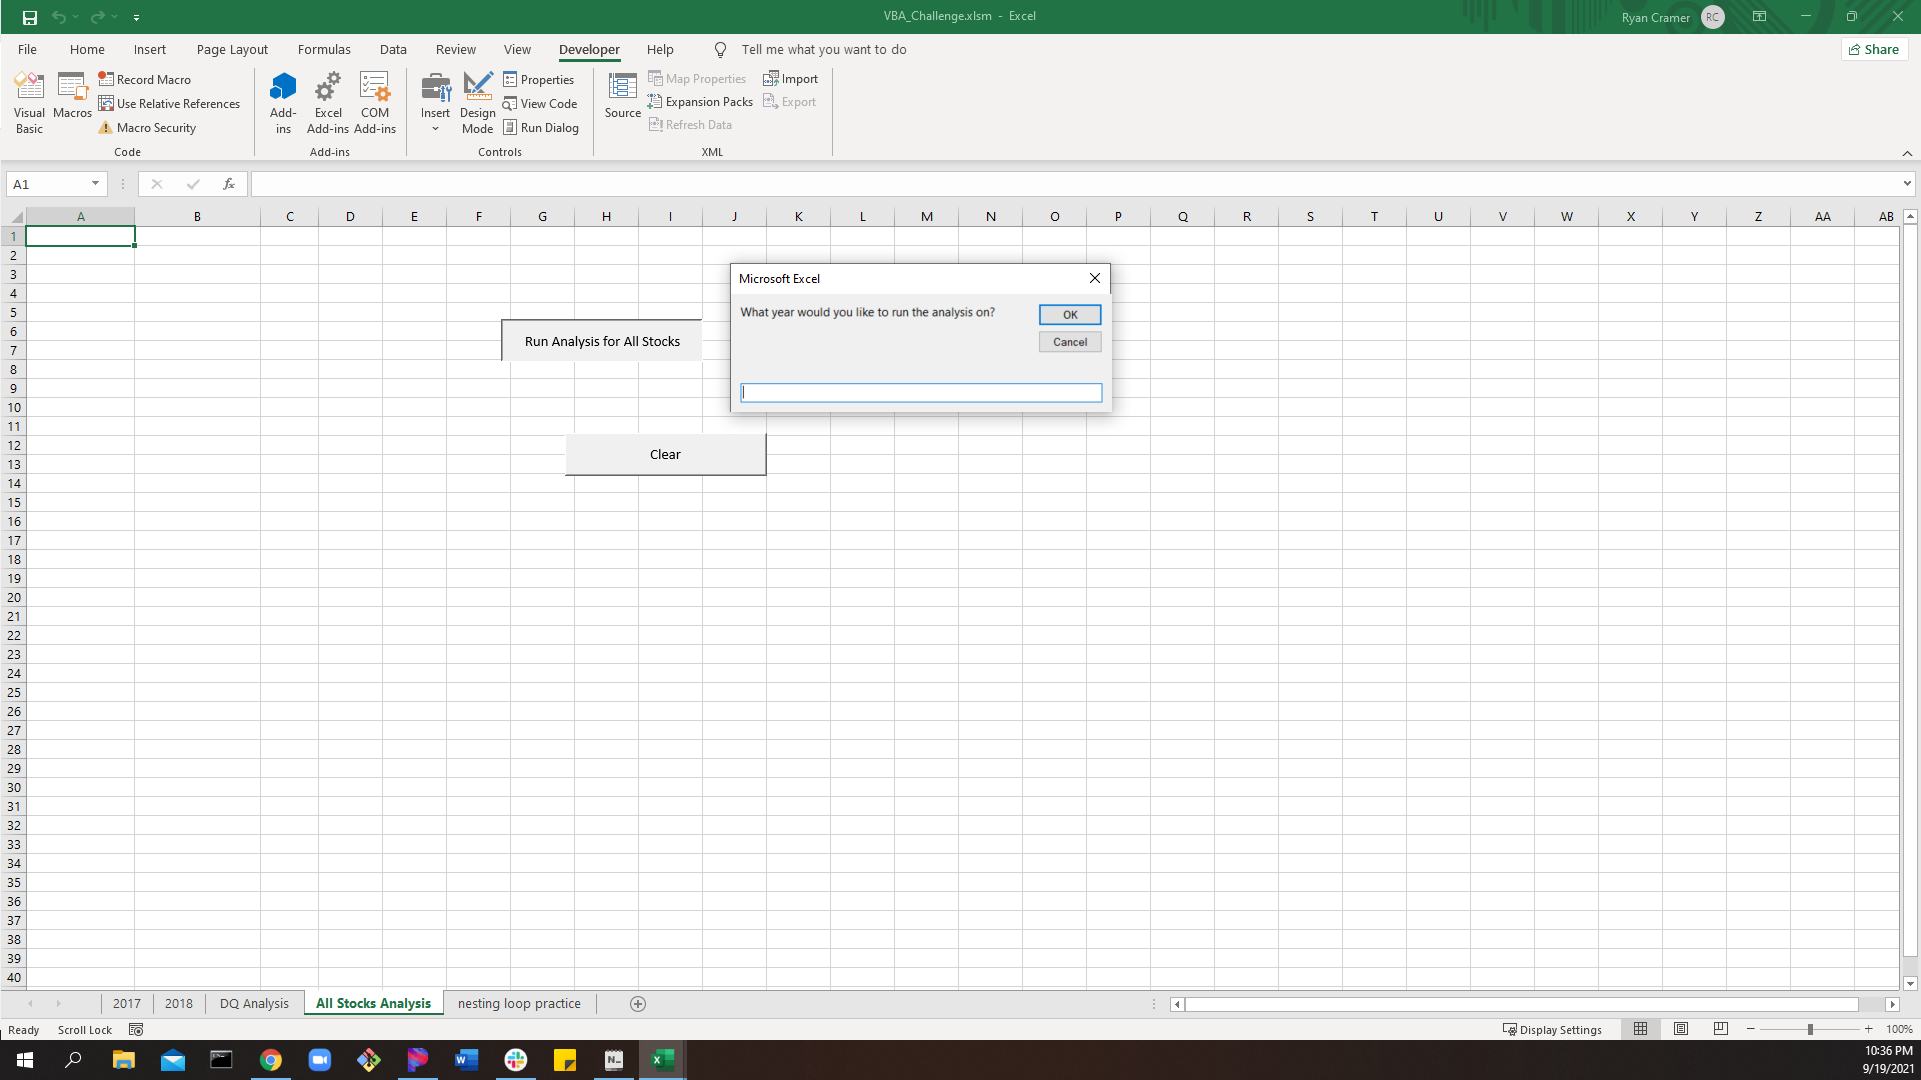 VBA_Challenge.xlsm - Excel
Ryan Cramer RC
File Home Insert Page Layout Formulas Data Review View Developer Help Tell me what you want to do Share
Visual Basic
Macros
Record Macro
Use Relative References
Macro Security
Code
Add-ins
Excel Add-ins
COM Add-ins
Add-ins
Insert
Design Mode
Properties
View Code
Run Dialog
Controls
Source
Map Properties
Expansion Packs
Refresh Data
Import
Export
XML
A1
fx
A B C D E F G H I J K L M N O P Q R S T U V W X Y Z AA AB
1
2
3
4
5
6
7
8
9
10
11
12
13
14
15
16
17
18
19
20
21
22
23
24
25
26
27
28
29
30
31
32
33
34
35
36
37
38
39
40
Run Analysis for All Stocks
Clear
Microsoft Excel
What year would you like to run the analysis on?
OK
Cancel
2017 2018 DQ Analysis All Stocks Analysis nesting loop practice
Ready Scroll Lock Display Settings 100%
10:36 PM
9/19/2021